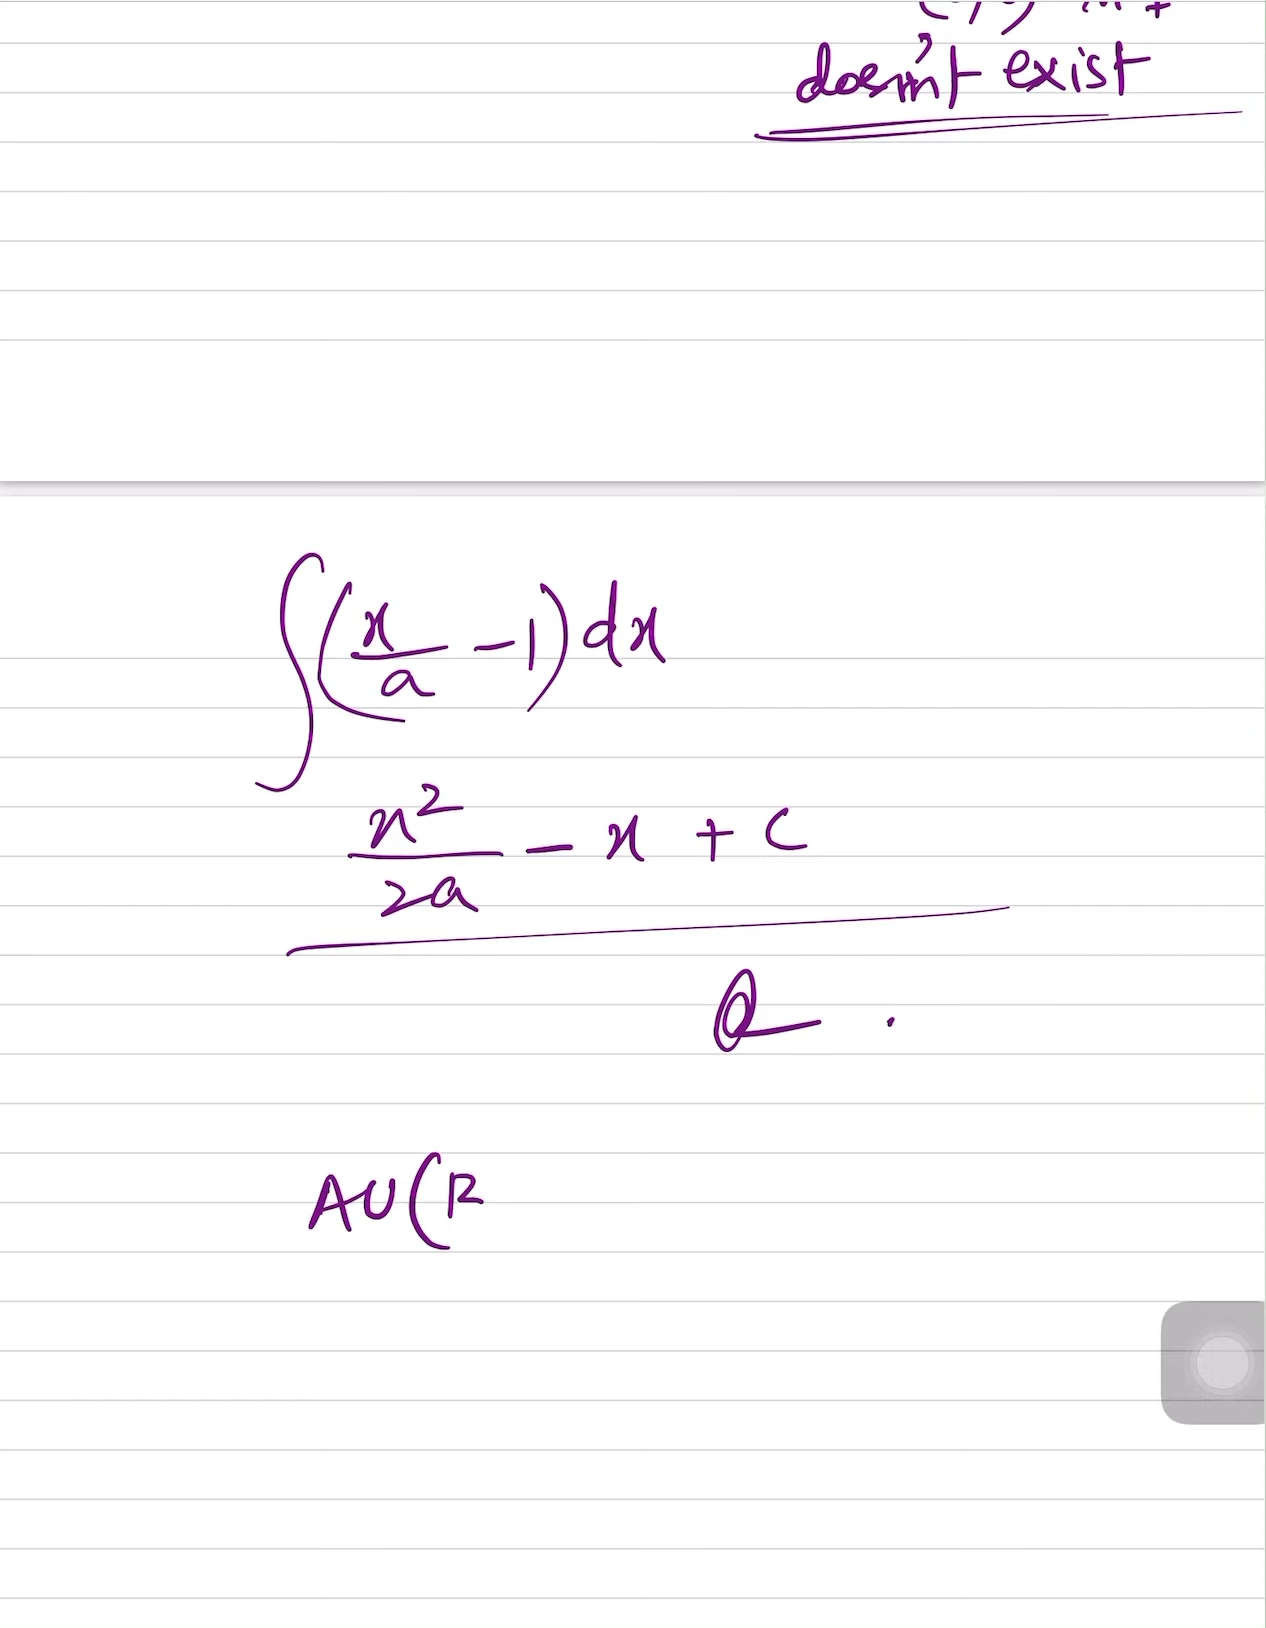 doesn't exist
∫(x/a - 1)dx
x²/2a - x + c
Q .
AU(R